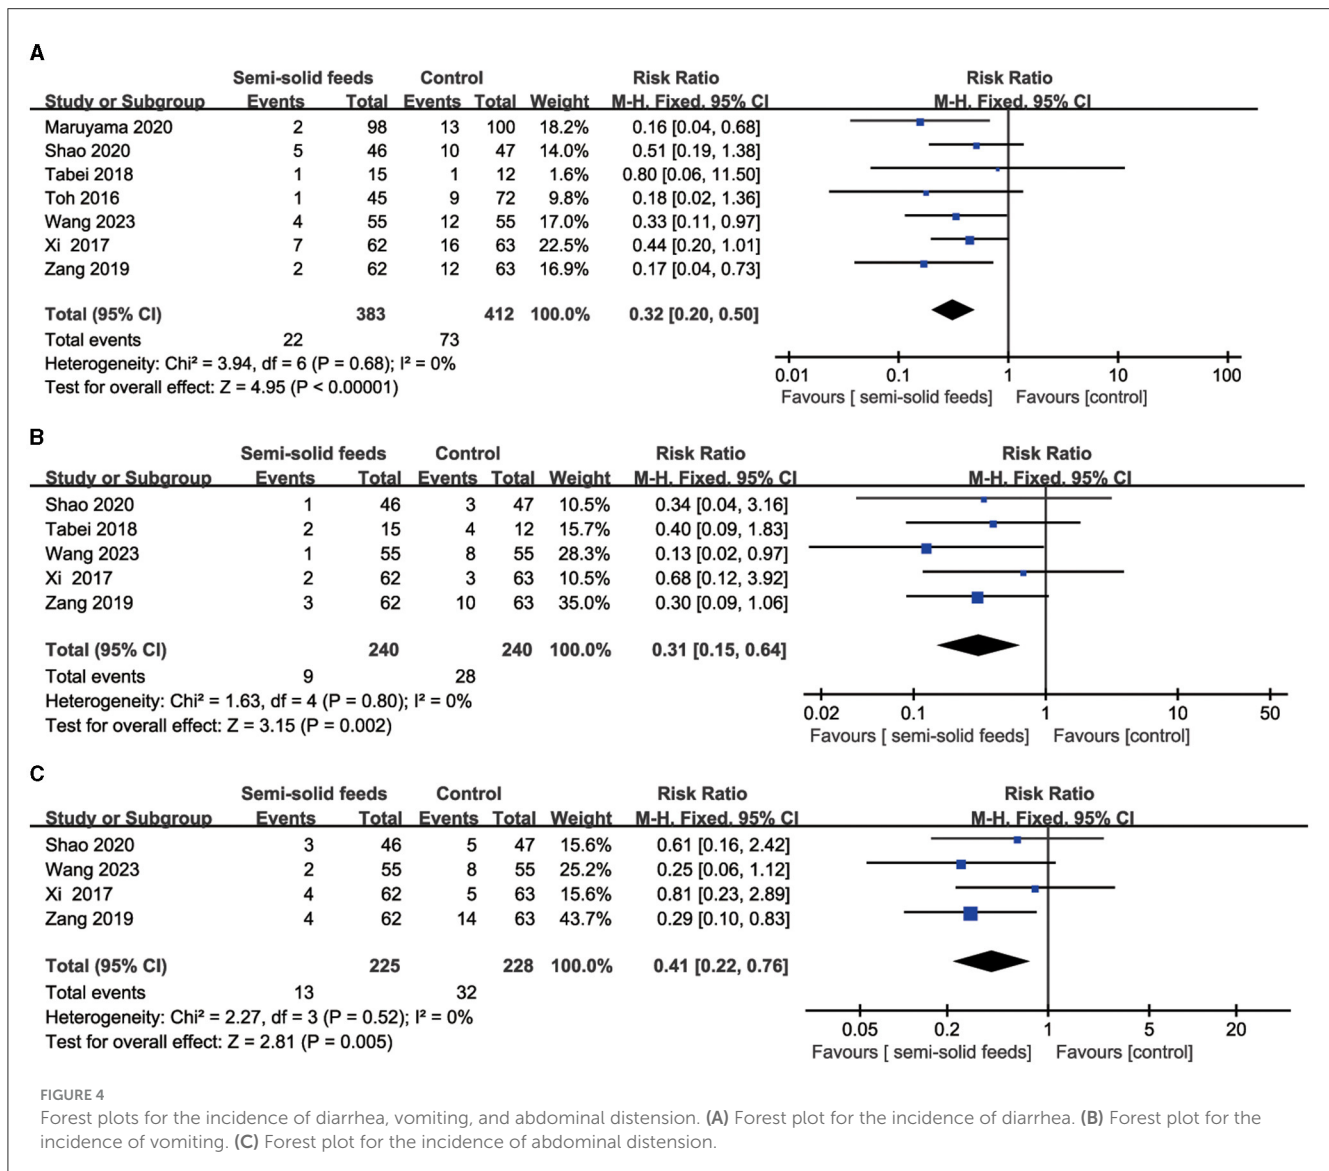 A
Semi-solid feeds Control Risk Ratio Risk Ratio
Study or Subgroup Events Total Events Total Weight M-H. Fixed. 95% CI M-H. Fixed. 95% CI
Maruyama 2020 2 98 13 100 18.2% 0.16 [0.04, 0.68]
Shao 2020 5 46 10 47 14.0% 0.51 [0.19, 1.38]
Tabei 2018 1 15 1 12 1.6% 0.80 [0.06, 11.50]
Toh 2016 1 45 9 72 9.8% 0.18 [0.02, 1.36]
Wang 2023 4 55 12 55 17.0% 0.33 [0.11, 0.97]
Xi 2017 7 62 16 63 22.5% 0.44 [0.20, 1.01]
Zang 2019 2 62 12 63 16.9% 0.17 [0.04, 0.73]
Total (95% CI) 383 412 100.0% 0.32 [0.20, 0.50]
Total events 22 73
Heterogeneity: Chi² = 3.94, df = 6 (P = 0.68); I² = 0%
Test for overall effect: Z = 4.95 (P < 0.00001)
0.01 0.1 1 10 100
Favours [ semi-solid feeds] Favours [control]
B
Semi-solid feeds Control Risk Ratio Risk Ratio
Study or Subgroup Events Total Events Total Weight M-H. Fixed. 95% CI M-H. Fixed. 95% CI
Shao 2020 1 46 3 47 10.5% 0.34 [0.04, 3.16]
Tabei 2018 2 15 4 12 15.7% 0.40 [0.09, 1.83]
Wang 2023 1 55 8 55 28.3% 0.13 [0.02, 0.97]
Xi 2017 2 62 3 63 10.5% 0.68 [0.12, 3.92]
Zang 2019 3 62 10 63 35.0% 0.30 [0.09, 1.06]
Total (95% CI) 240 240 100.0% 0.31 [0.15, 0.64]
Total events 9 28
Heterogeneity: Chi² = 1.63, df = 4 (P = 0.80); I² = 0%
Test for overall effect: Z = 3.15 (P = 0.002)
0.02 0.1 1 10 50
Favours [ semi-solid feeds] Favours [control]
C
Semi-solid feeds Control Risk Ratio Risk Ratio
Study or Subgroup Events Total Events Total Weight M-H. Fixed. 95% CI M-H. Fixed. 95% CI
Shao 2020 3 46 5 47 15.6% 0.61 [0.16, 2.42]
Wang 2023 2 55 8 55 25.2% 0.25 [0.06, 1.12]
Xi 2017 4 62 5 63 15.6% 0.81 [0.23, 2.89]
Zang 2019 4 62 14 63 43.7% 0.29 [0.10, 0.83]
Total (95% CI) 225 228 100.0% 0.41 [0.22, 0.76]
Total events 13 32
Heterogeneity: Chi² = 2.27, df = 3 (P = 0.52); I² = 0%
Test for overall effect: Z = 2.81 (P = 0.005)
0.05 0.2 1 5 20
Favours [ semi-solid feeds] Favours [control]
FIGURE 4
Forest plots for the incidence of diarrhea, vomiting, and abdominal distension. (A) Forest plot for the incidence of diarrhea. (B) Forest plot for the
incidence of vomiting. (C) Forest plot for the incidence of abdominal distension.